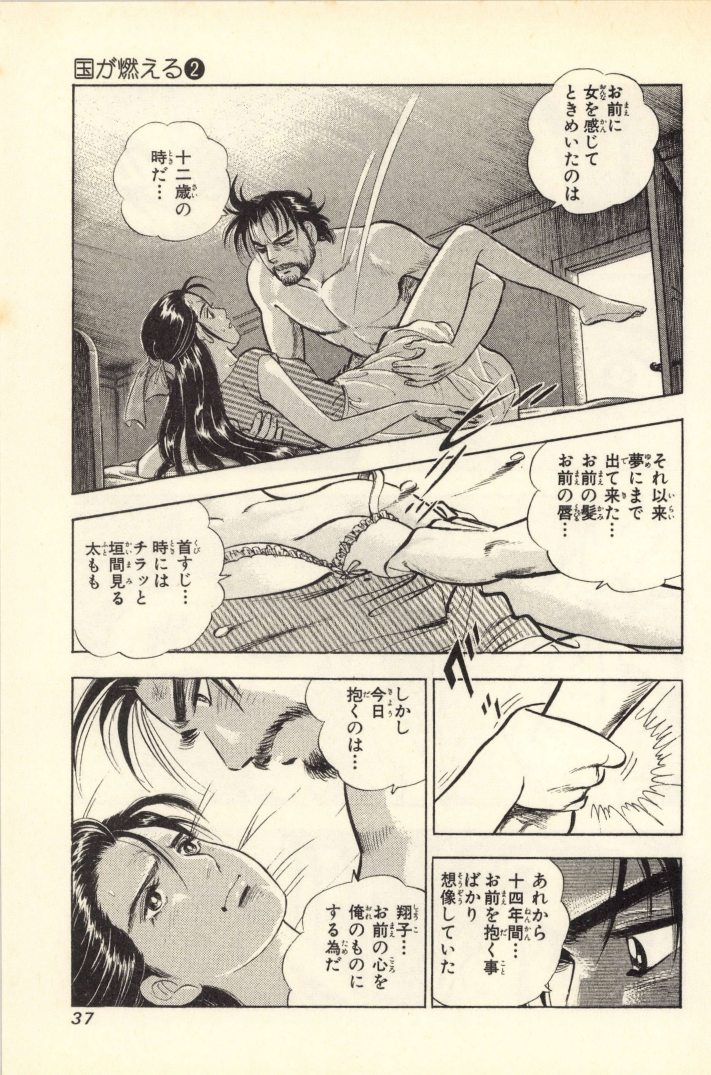 国が燃える❷
お前に
女を感じて
ときめいたのは
十二歳の
時だ…
それ以来
夢にまで
出て来た…
お前の髪
お前の唇…
首すじ…
時には
チラッと
垣間見る
太もも
グ゛
あれから
十四年間…
お前を抱く事
ばかり
想像していた
しかし
今日
抱くのは…
翔子…
お前の心を
俺のものに
する為だ
37